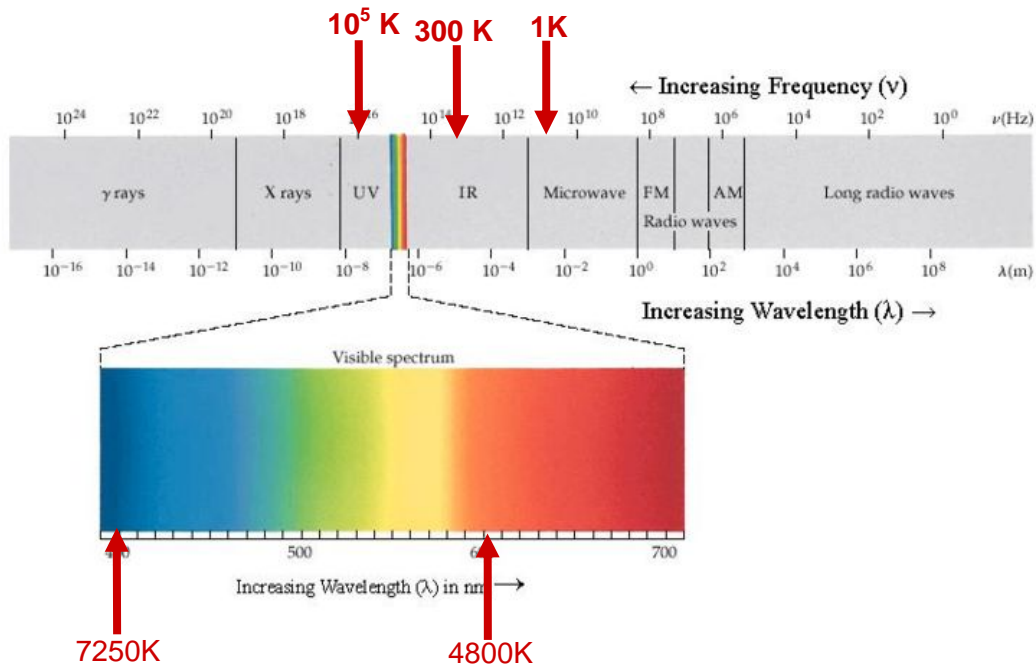 10⁵ K 300 K 1K
← Increasing Frequency (ν)
10²⁴ 10²² 10²⁰ 10¹⁸ 10¹⁶ 10¹⁴ 10¹² 10¹⁰ 10⁸ 10⁶ 10⁴ 10² 10⁰ ν(Hz)
γ rays X rays UV IR Microwave FM AM Long radio waves
Radio waves
10⁻¹⁶ 10⁻¹⁴ 10⁻¹² 10⁻¹⁰ 10⁻⁸ 10⁻⁶ 10⁻⁴ 10⁻² 10⁰ 10² 10⁴ 10⁶ 10⁸ λ(m)
Increasing Wavelength (λ) →
Visible spectrum
500 700
Increasing Wavelength (λ) in nm →
7250K 4800K